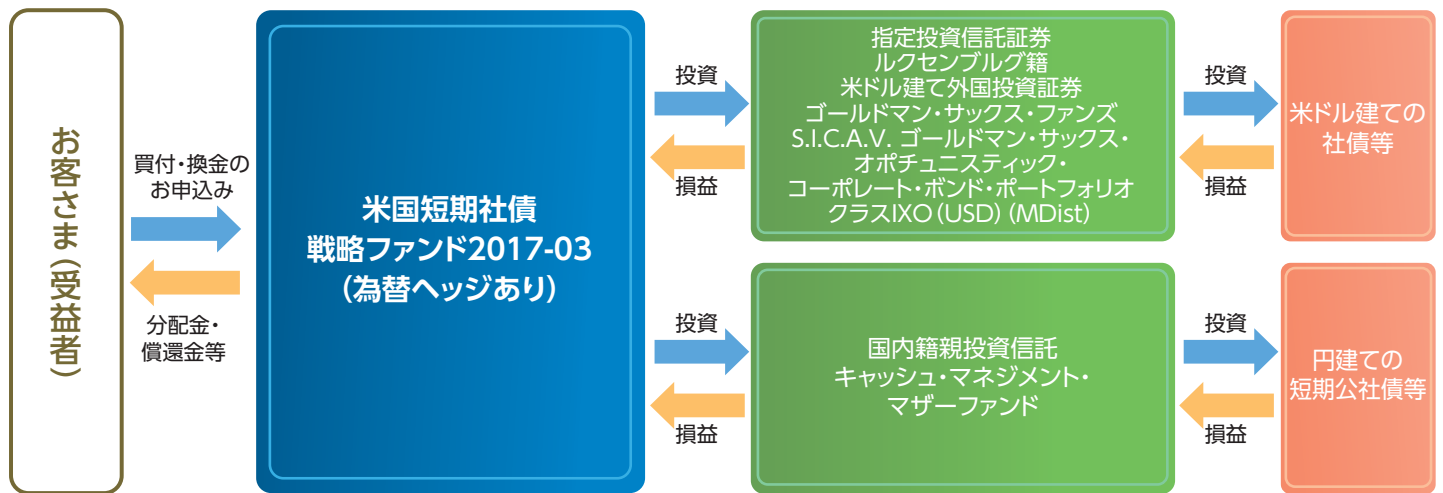 お客さま（受益者）
買付・換金の
お申込み
分配金・
償還金等
米国短期社債
戦略ファンド2017-03
（為替ヘッジあり）
投資
損益
指定投資信託証券
ルクセンブルグ籍
米ドル建て外国投資証券
ゴールドマン・サックス・ファンズ
S.I.C.A.V. ゴールドマン・サックス・
オポチュニスティック・
コーポレート・ボンド・ポートフォリオ
クラスIXO（USD）（MDist）
投資
損益
米ドル建ての
社債等
投資
損益
国内籍親投資信託
キャッシュ・マネジメント・
マザーファンド
投資
損益
円建ての
短期公社債等